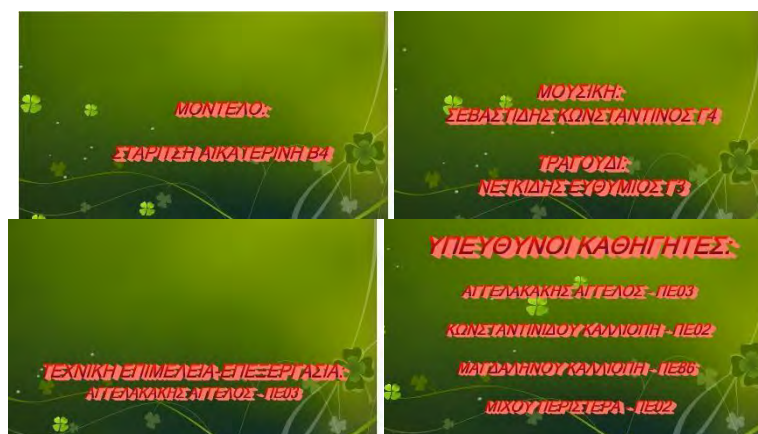 ΜΟΝΤΕΛΟ:
ΣΤΑΡΙΤΣΗ ΑΙΚΑΤΕΡΙΝΗ Β4
ΜΟΥΣΙΚΗ:
ΣΕΒΑΣΤΙΔΗΣ ΚΩΝΣΤΑΝΤΙΝΟΣ Γ4
ΤΡΑΓΟΥΔΙ:
ΝΕΤΚΙΔΗΣ ΕΥΘΥΜΙΟΣ Γ3
ΤΕΧΝΙΚΗ ΕΠΙΜΕΛΕΙΑ-ΕΠΕΞΕΡΓΑΣΙΑ:
ΑΓΓΕΛΑΚΑΚΗΣ ΑΓΓΕΛΟΣ - ΠΕ03
ΥΠΕΥΘΥΝΟΙ ΚΑΘΗΓΗΤΕΣ:
ΑΓΓΕΛΑΚΑΚΗΣ ΑΓΓΕΛΟΣ - ΠΕ03
ΚΩΝΣΤΑΝΤΙΝΙΔΟΥ ΚΑΛΛΙΟΠΗ - ΠΕ02
ΜΑΓΔΑΛΗΝΟΥ ΚΑΛΛΙΟΠΗ - ΠΕ86
ΜΙΧΟΥ ΠΕΡΙΣΤΕΡΑ - ΠΕ02